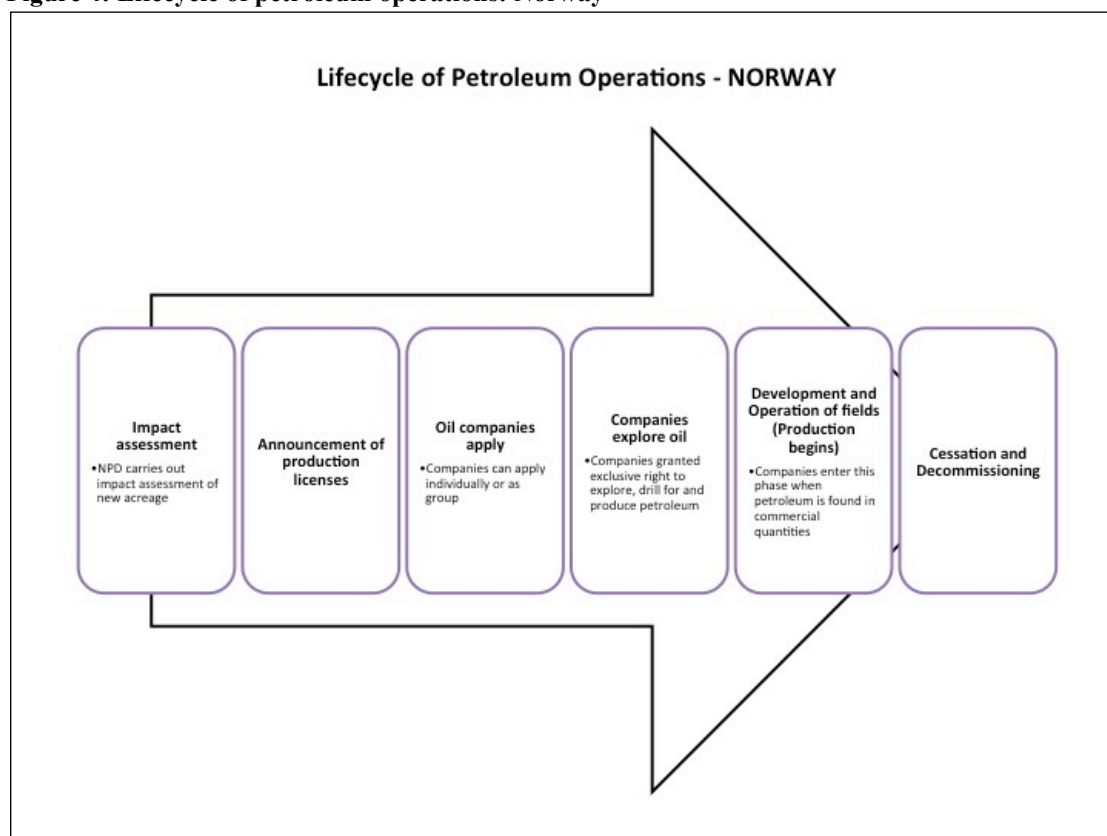 Figure 4: Lifecycle of petroleum operations: Norway
Lifecycle of Petroleum Operations - NORWAY
Impact
assessment
•NPD carries out
impact assessment of
new acreage
Announcement of
production
licenses
Oil companies
apply
•Companies can apply
individually or as
group
Companies
explore oil
•Companies granted
exclusive right to
explore, drill for and
produce petroleum
Development and
Operation of fields
(Production
begins)
•Companies enter this
phase when
petroleum is found in
commercial
quantities
Cessation and
Decommissioning